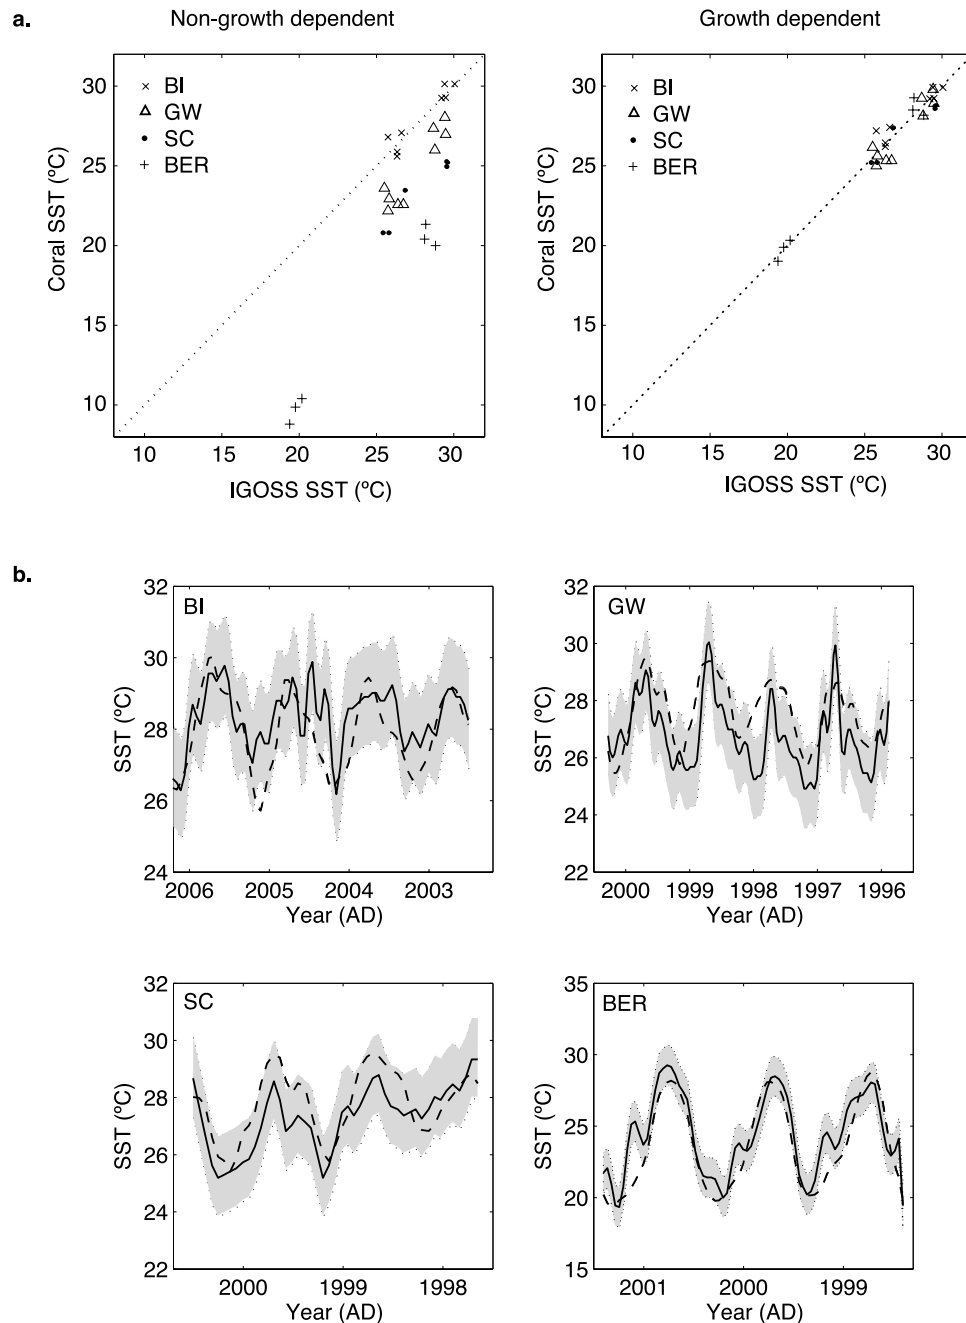 a.
Non-growth dependent
Growth dependent
30
25
20
15
10
Coral SST (ºC)
BI
GW
SC
BER
10
15
20
25
30
IGOSS SST (ºC)
30
25
20
15
10
Coral SST (ºC)
BI
GW
SC
BER
10
15
20
25
30
IGOSS SST (ºC)
b.
BI
32
30
28
26
24
SST (ºC)
2006
2005
2004
2003
Year (AD)
GW
32
30
28
26
24
22
SST (ºC)
2000
1999
1998
1997
1996
Year (AD)
SC
32
30
28
26
24
22
SST (ºC)
2000
1999
1998
Year (AD)
BER
35
30
25
20
15
SST (ºC)
2001
2000
1999
Year (AD)